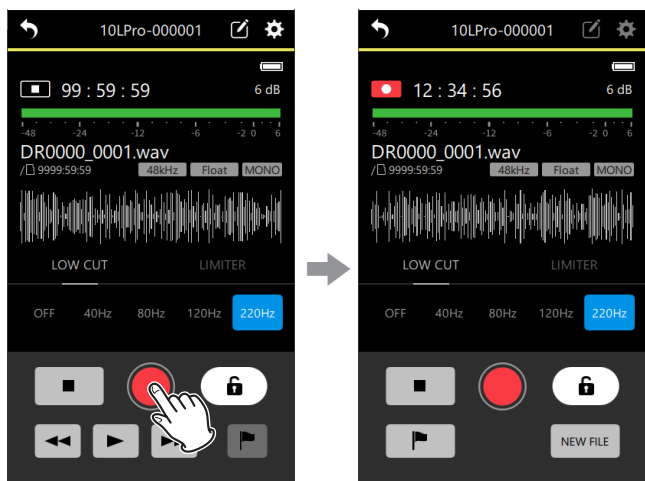 10LPro-000001
99 : 59 : 59
6 dB
-48 -24 -12 -6 -2 0 6
DR0000_0001.wav
/ 9999:59:59 48kHz Float MONO
LOW CUT LIMITER
OFF 40Hz 80Hz 120Hz 220Hz
10LPro-000001
12 : 34 : 56
6 dB
-48 -24 -12 -6 -2 0 6
DR0000_0001.wav
/ 9999:59:59 48kHz Float MONO
LOW CUT LIMITER
OFF 40Hz 80Hz 120Hz 220Hz
NEW FILE